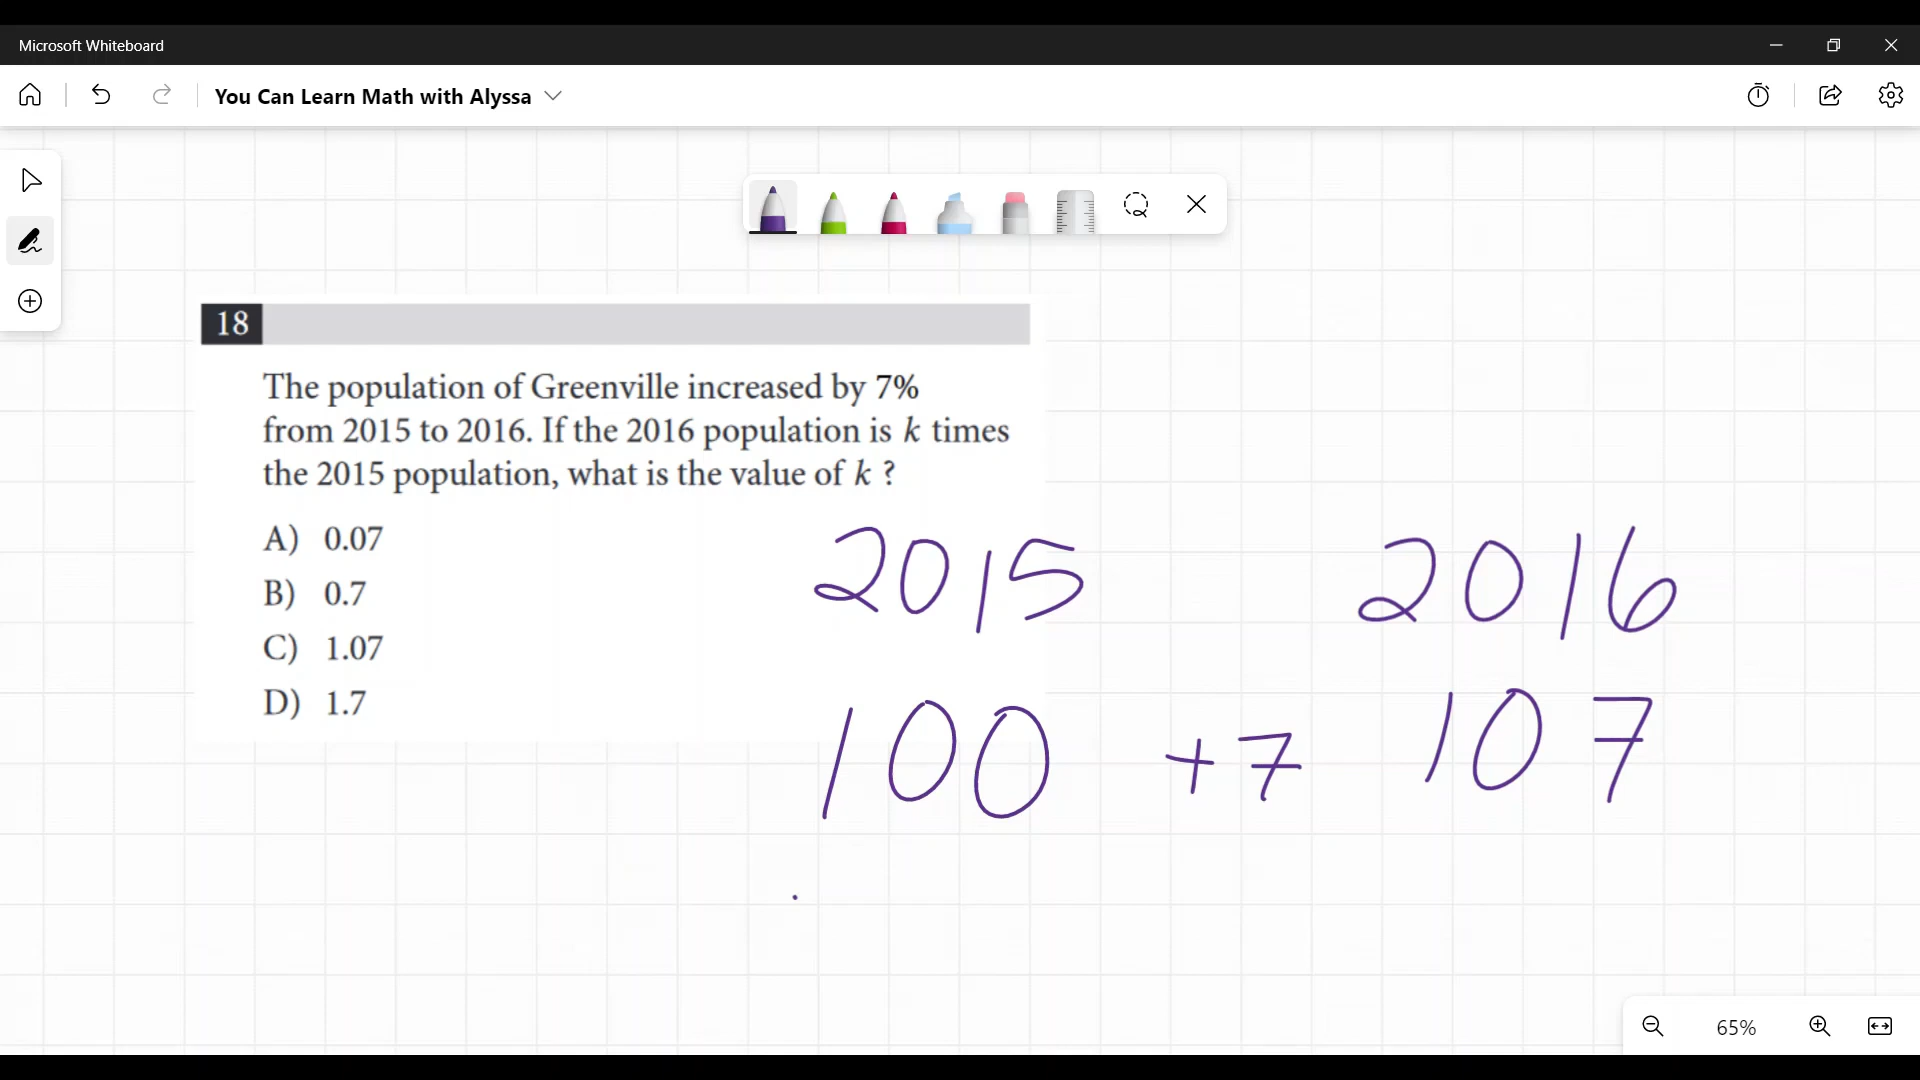 Microsoft Whiteboard
You Can Learn Math with Alyssa
18
The population of Greenville increased by 7%
from 2015 to 2016. If the 2016 population is k times
the 2015 population, what is the value of k ?
A) 0.07
B) 0.7
C) 1.07
D) 1.7
2015 2016
100 +7 107
65%